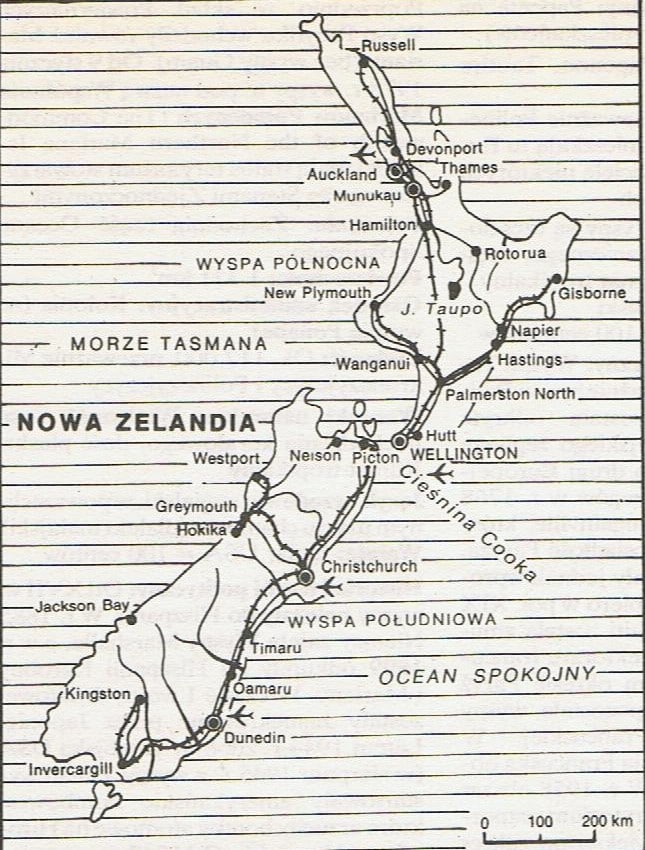 Russell
Devonport
Auckland
Thames
Munukau
Hamilton
Rotorua
WYSPA PÓŁNOCNA
New Plymouth
Gisborne
J. Taupo
Napier
MORZE TASMANA
Hastings
Wanganui
Palmerston North
NOWA ZELANDIA
Hutt
Nelson
Picton
WELLINGTON
Westport
Cieśnina Cooka
Greymouth
Hokika
Christchurch
Jackson Bay
WYSPA POŁUDNIOWA
Timaru
OCEAN SPOKOJNY
Kingston
Oamaru
Dunedin
Invercargill
0 100 200 km